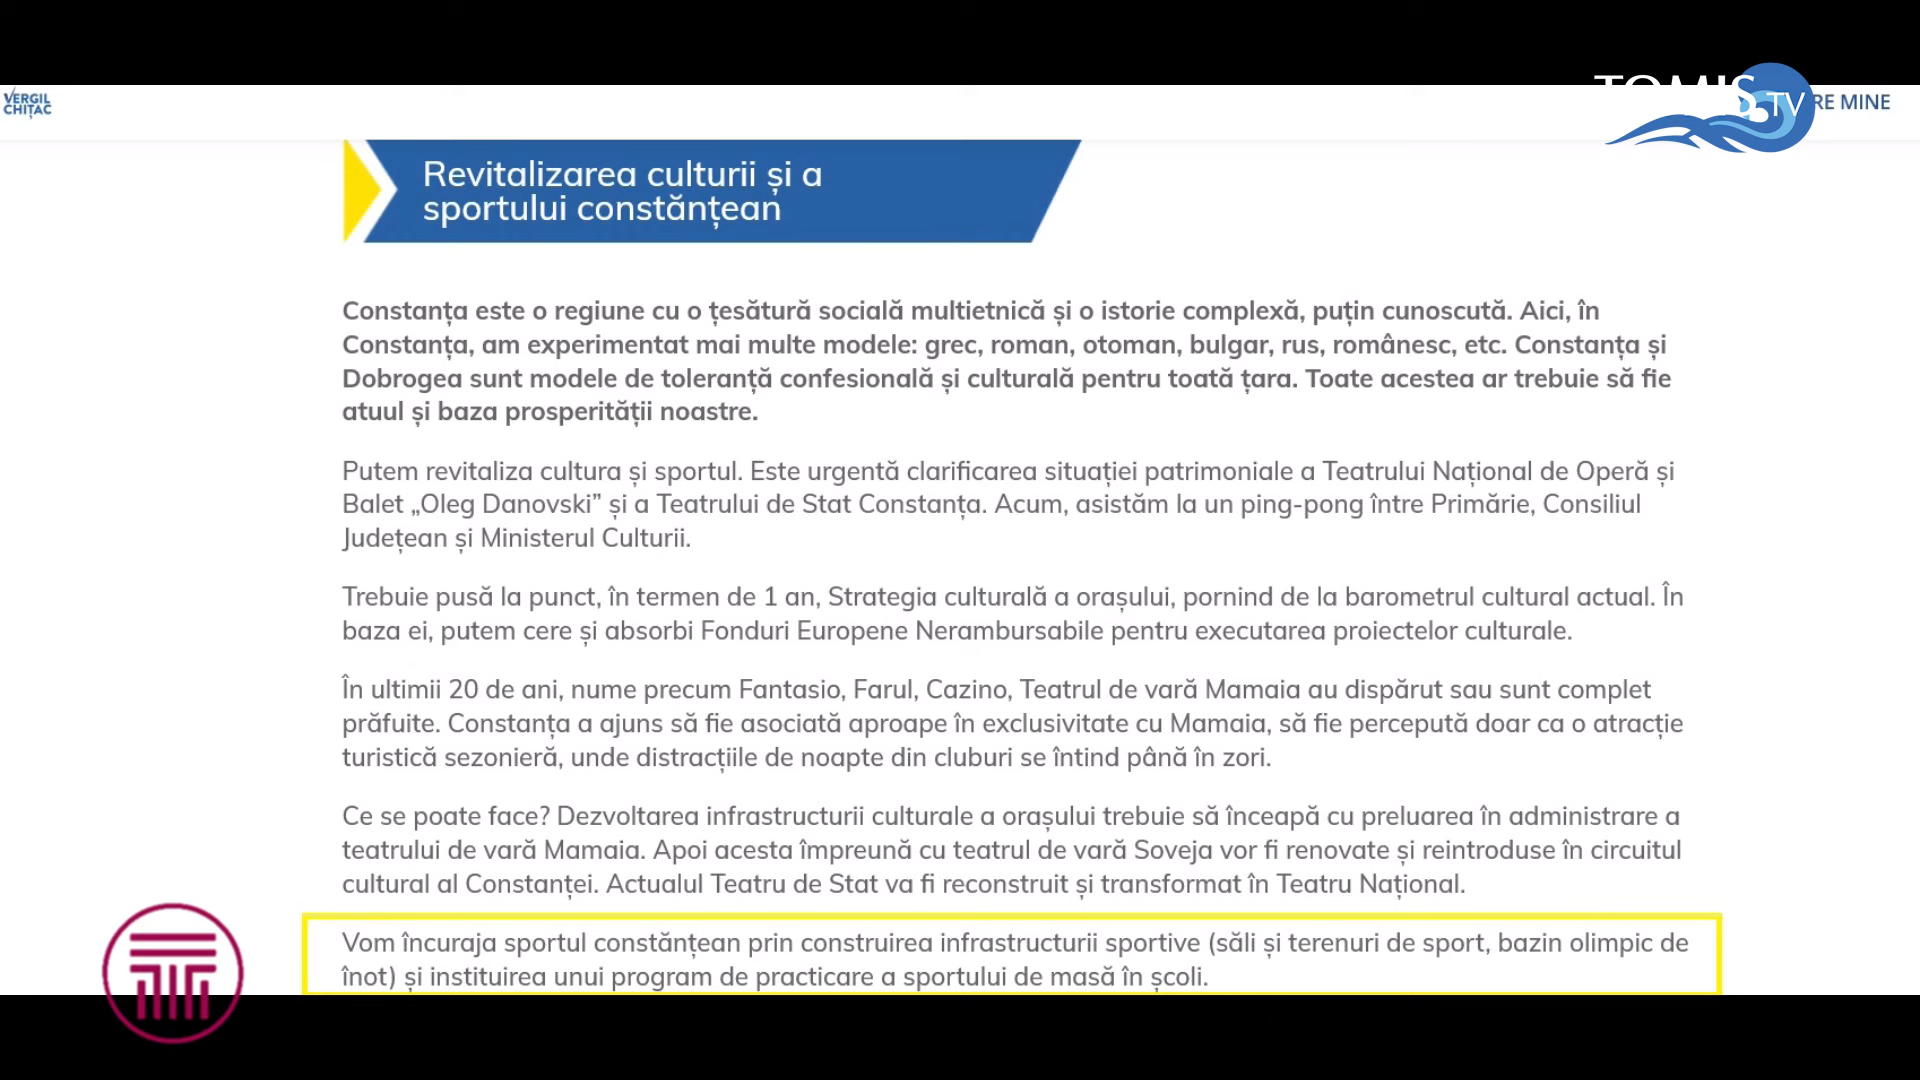 TOMIS
TV
VERGIL
CHIȚAC
RE MINE
Revitalizarea culturii și a
sportului constănțean
Constanța este o regiune cu o țesătură socială multietnică și o istorie complexă, puțin cunoscută. Aici, în
Constanța, am experimentat mai multe modele: grec, roman, otoman, bulgar, rus, românesc, etc. Constanța și
Dobrogea sunt modele de toleranță confesională și culturală pentru toată țara. Toate acestea ar trebui să fie
atuul și baza prosperității noastre.
Putem revitaliza cultura și sportul. Este urgentă clarificarea situației patrimoniale a Teatrului Național de Operă și
Balet „Oleg Danovski” și a Teatrului de Stat Constanța. Acum, asistăm la un ping-pong între Primărie, Consiliul
Județean și Ministerul Culturii.
Trebuie pusă la punct, în termen de 1 an, Strategia culturală a orașului, pornind de la barometrul cultural actual. În
baza ei, putem cere și absorbi Fonduri Europene Nerambursabile pentru executarea proiectelor culturale.
În ultimii 20 de ani, nume precum Fantasio, Farul, Cazino, Teatrul de vară Mamaia au dispărut sau sunt complet
prăfuite. Constanța a ajuns să fie asociată aproape în exclusivitate cu Mamaia, să fie percepută doar ca o atracție
turistică sezonieră, unde distracțiile de noapte din cluburi se întind până în zori.
Ce se poate face? Dezvoltarea infrastructurii culturale a orașului trebuie să înceapă cu preluarea în administrare a
teatrului de vară Mamaia. Apoi acesta împreună cu teatrul de vară Soveja vor fi renovate și reintroduse în circuitul
cultural al Constanței. Actualul Teatru de Stat va fi reconstruit și transformat în Teatru Național.
Vom încuraja sportul constănțean prin construirea infrastructurii sportive (săli și terenuri de sport, bazin olimpic de
înot) și instituirea unui program de practicare a sportului de masă în școli.